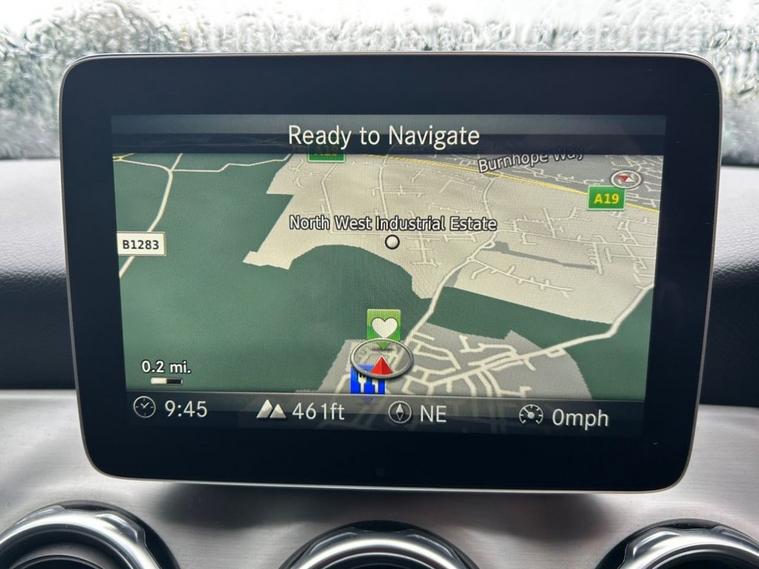 Ready to Navigate
Burnhope Way
A19
North West Industrial Estate
B1283
0.2 mi.
9:45
461ft
NE
0mph